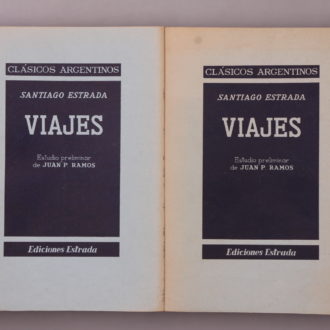 CLÁSICOS ARGENTINOS
SANTIAGO ESTRADA
VIAJES
Estudio preliminar
de JUAN P. RAMOS
Ediciones Estrada
CLÁSICOS ARGENTINOS
SANTIAGO ESTRADA
VIAJES
Estudio preliminar
de JUAN P. RAMOS
Ediciones Estrada